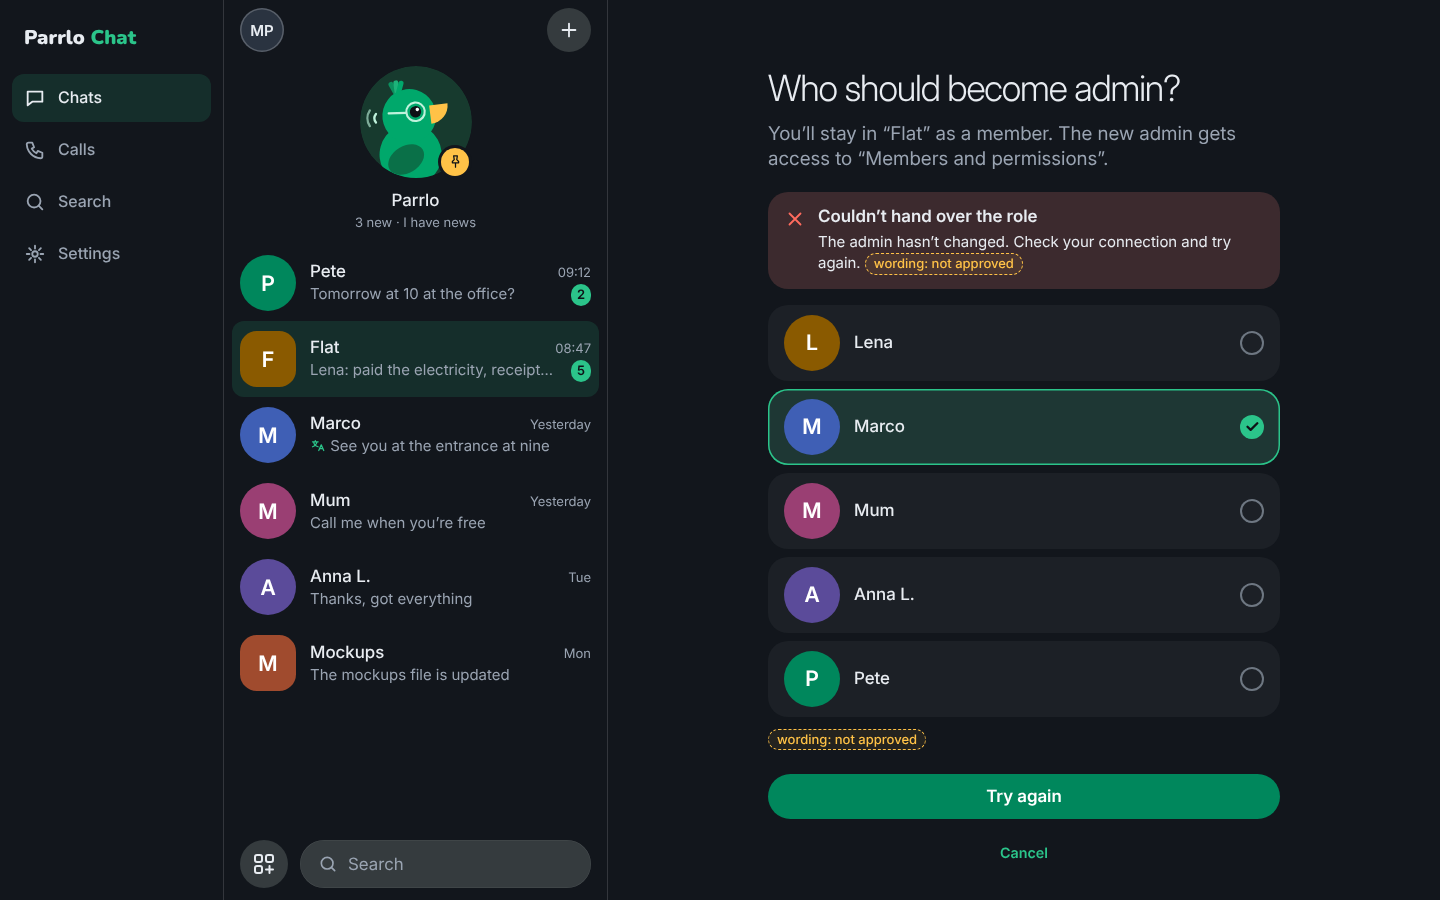 Parrlo Chat
Chats
Calls
Search
Settings
MP
Parrlo
3 new · I have news
P
Pete
09:12
Tomorrow at 10 at the office?
2
F
Flat
08:47
Lena: paid the electricity, receipt...
5
M
Marco
Yesterday
See you at the entrance at nine
M
Mum
Yesterday
Call me when you’re free
A
Anna L.
Tue
Thanks, got everything
M
Mockups
Mon
The mockups file is updated
Search
Who should become admin?
You’ll stay in “Flat” as a member. The new admin gets
access to “Members and permissions”.
Couldn’t hand over the role
The admin hasn’t changed. Check your connection and try
again. wording: not approved
L
Lena
M
Marco
M
Mum
A
Anna L.
P
Pete
wording: not approved
Try again
Cancel